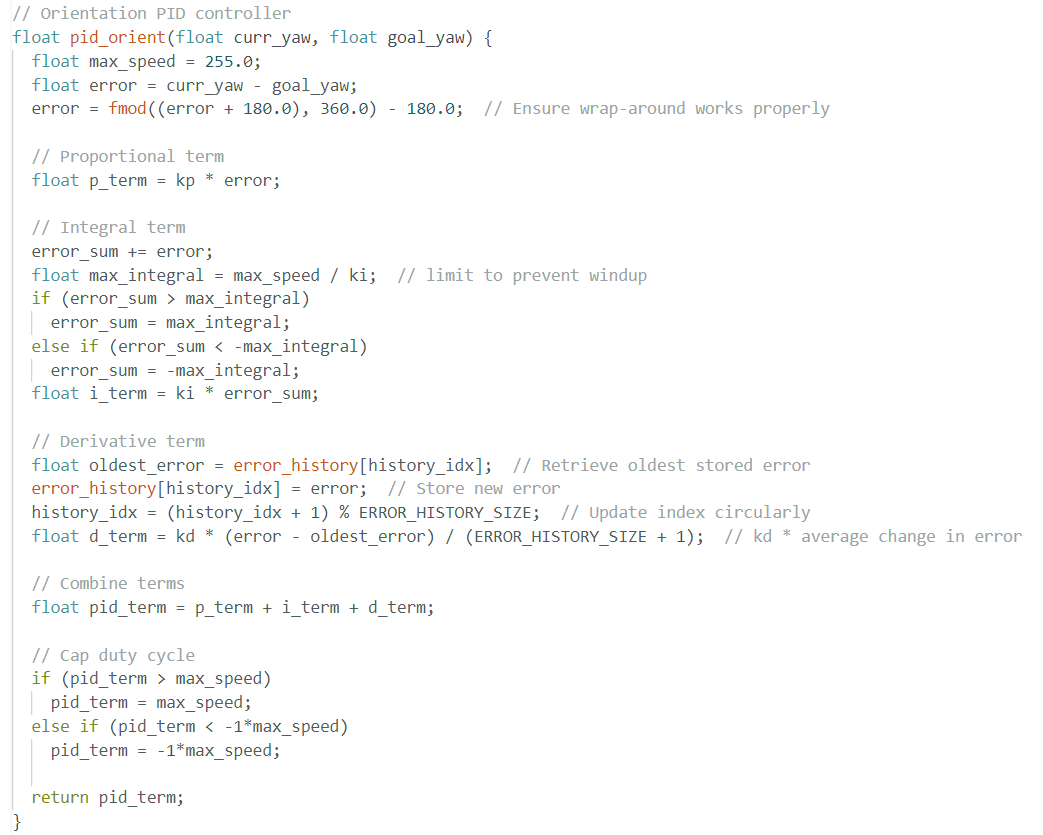 // Orientation PID controller
float pid_orient(float curr_yaw, float goal_yaw) {
  float max_speed = 255.0;
  float error = curr_yaw - goal_yaw;
  error = fmod((error + 180.0), 360.0) - 180.0;  // Ensure wrap-around works properly

  // Proportional term
  float p_term = kp * error;

  // Integral term
  error_sum += error;
  float max_integral = max_speed / ki;  // limit to prevent windup
  if (error_sum > max_integral)
    error_sum = max_integral;
  else if (error_sum < -max_integral)
    error_sum = -max_integral;
  float i_term = ki * error_sum;

  // Derivative term
  float oldest_error = error_history[history_idx];  // Retrieve oldest stored error
  error_history[history_idx] = error;  // Store new error
  history_idx = (history_idx + 1) % ERROR_HISTORY_SIZE;  // Update index circularly
  float d_term = kd * (error - oldest_error) / (ERROR_HISTORY_SIZE + 1);  // kd * average change in error

  // Combine terms
  float pid_term = p_term + i_term + d_term;

  // Cap duty cycle
  if (pid_term > max_speed)
    pid_term = max_speed;
  else if (pid_term < -1*max_speed)
    pid_term = -1*max_speed;

  return pid_term;
}